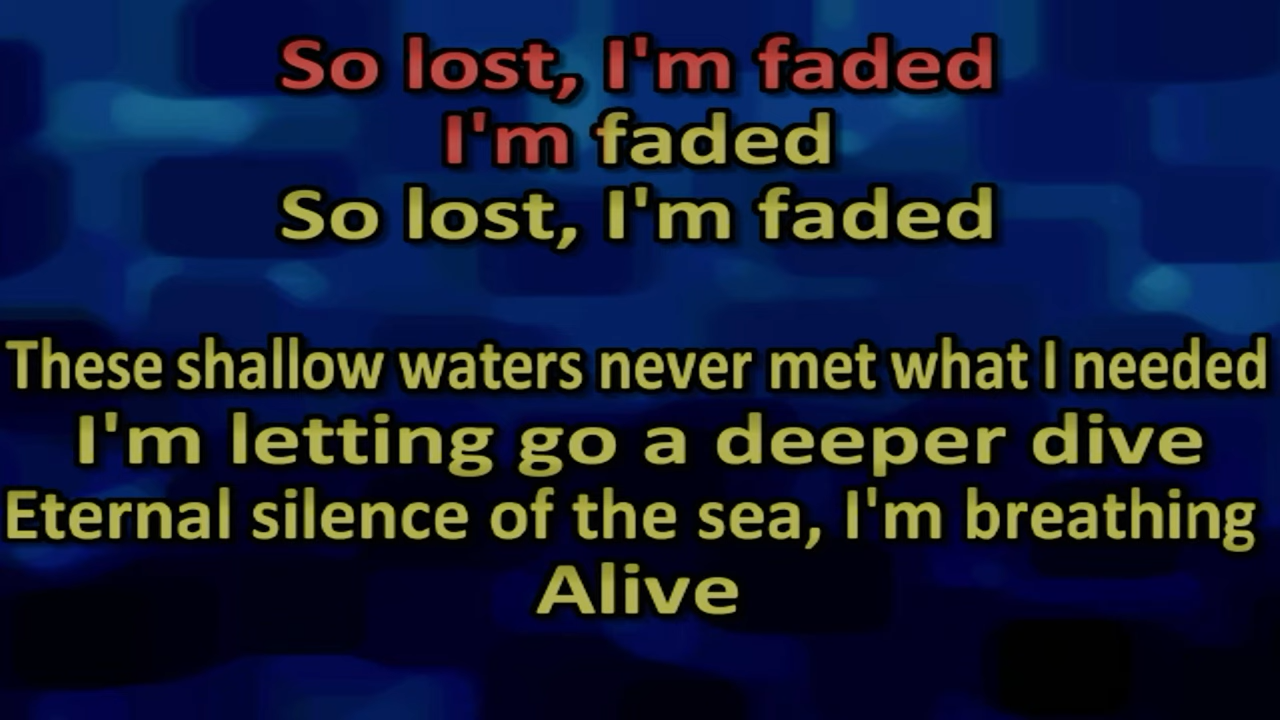 So lost, I'm faded
I'm faded
So lost, I'm faded
These shallow waters never met what I needed
I'm letting go a deeper dive
Eternal silence of the sea, I'm breathing
Alive